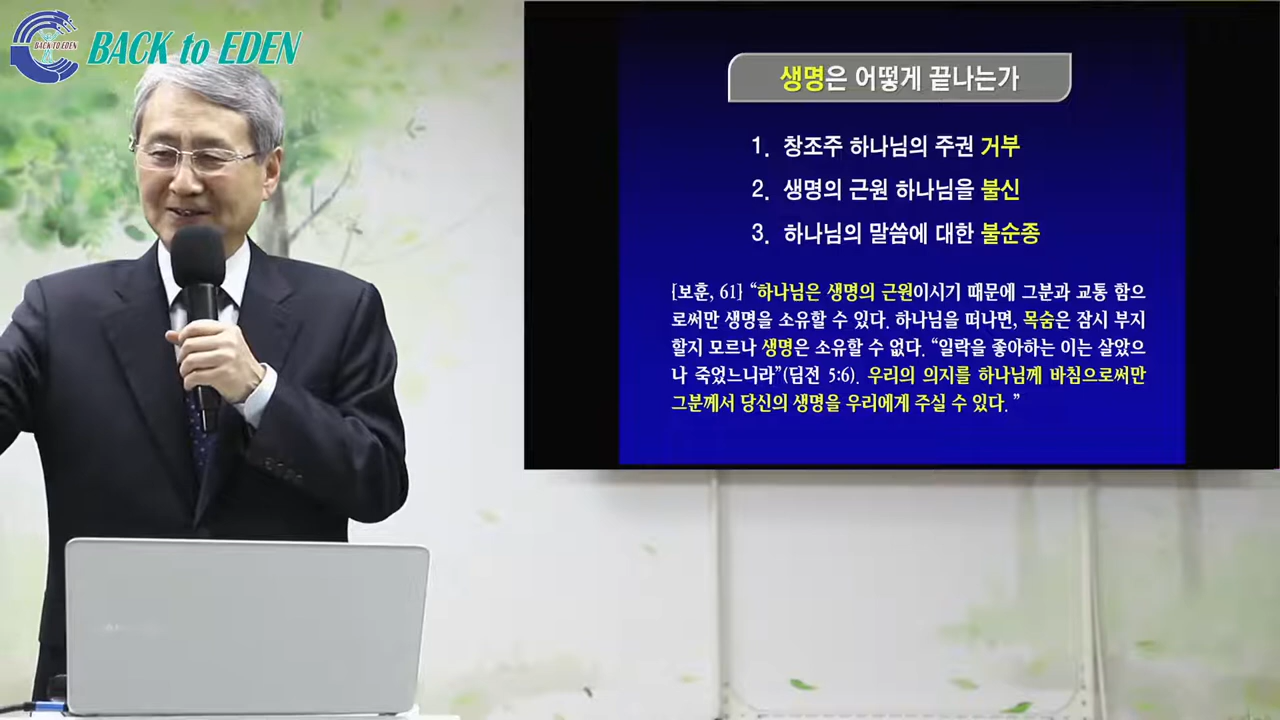 BACK TO EDEN
BACK to EDEN
생명은 어떻게 끝나는가
1. 창조주 하나님의 주권 거부
2. 생명의 근원 하나님을 불신
3. 하나님의 말씀에 대한 불순종
[보훈, 61] “하나님은 생명의 근원이시기 때문에 그분과 교통 함으
로써만 생명을 소유할 수 있다. 하나님을 떠나면, 목숨은 잠시 부지
할지 모르나 생명은 소유할 수 없다. “일락을 좋아하는 이는 살았으
나 죽었느니라”(딤전 5:6). 우리의 의지를 하나님께 바침으로써만
그분께서 당신의 생명을 우리에게 주실 수 있다. ”